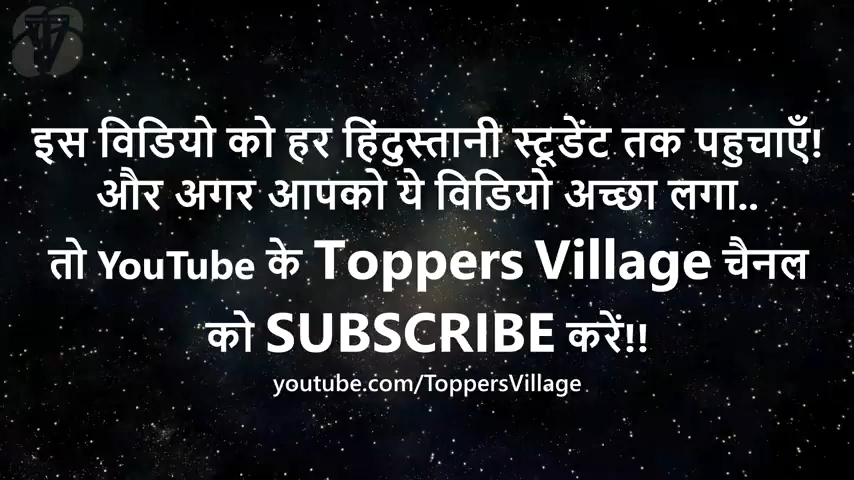 इस विडियो को हर हिंदुस्तानी स्टूडेंट तक पहुचाएँ!
और अगर आपको ये विडियो अच्छा लगा..
तो YouTube के Toppers Village चैनल
को SUBSCRIBE करें!!
youtube.com/ToppersVillage